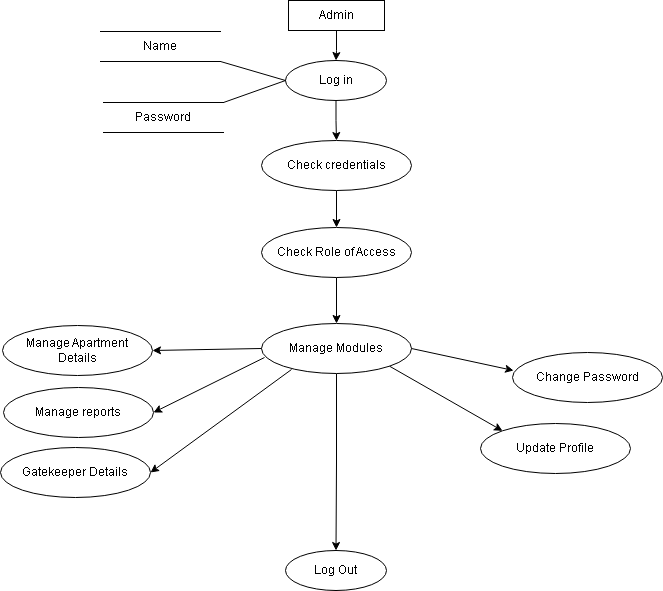 Admin
Name
Log in
Password
Check credentials
Check Role of Access
Manage Modules
Manage Apartment
Details
Change Password
Manage reports
Update Profile
Gatekeeper Details
Log Out